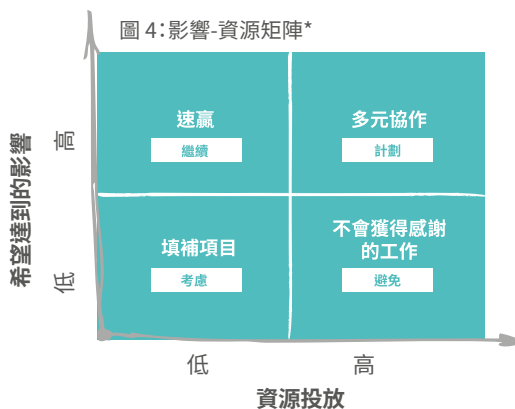 圖 4：影響-資源矩陣*
希望達到的影響
高
低
速贏
繼續
多元協作
計劃
填補項目
考慮
不會獲得感謝
的工作
避免
低
高
資源投放